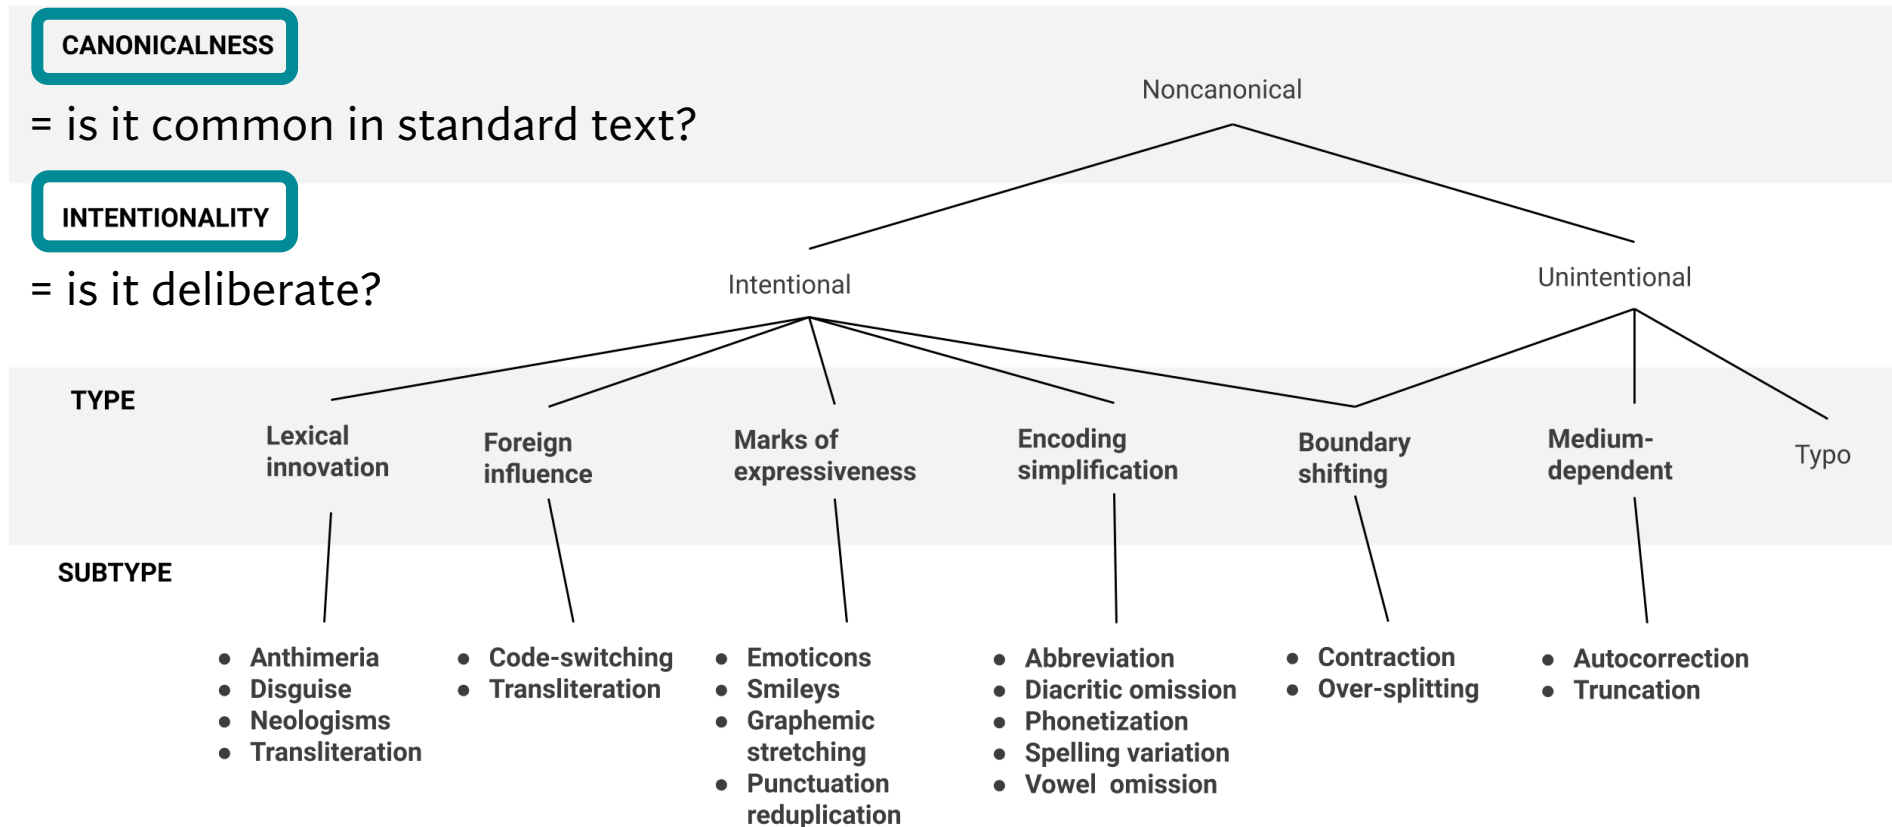 CANONICALNESS
= is it common in standard text?
Noncanonical
INTENTIONALITY
= is it deliberate?
Intentional
Unintentional
TYPE
Lexical
innovation
Foreign
influence
Marks of
expressiveness
Encoding
simplification
Boundary
shifting
Medium-
dependent
Typo
SUBTYPE
● Anthimeria
● Disguise
● Neologisms
● Transliteration
● Code-switching
● Transliteration
● Emoticons
● Smileys
● Graphemic
stretching
● Punctuation
reduplication
● Abbreviation
● Diacritic omission
● Phonetization
● Spelling variation
● Vowel omission
● Contraction
● Over-splitting
● Autocorrection
● Truncation